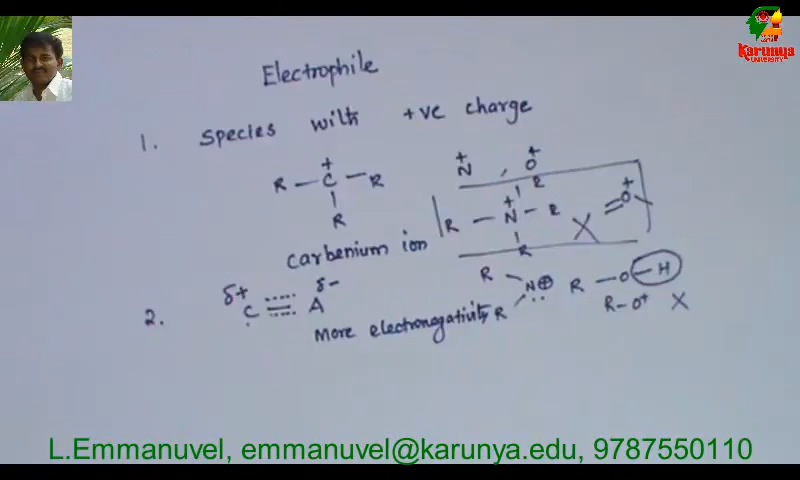 Karunya
UNIVERSITY
Electrophile
1. Species with +ve charge
+
R — C — R
R
carbenium ion
+ +
N , O
R
+
R — N — R
R
X
+
= O
R
N ⊕
R
R — O — H
R — O+ X
2. δ+ δ-
C A
More electronegativity
L.Emmanuvel, emmanuvel@karunya.edu, 9787550110